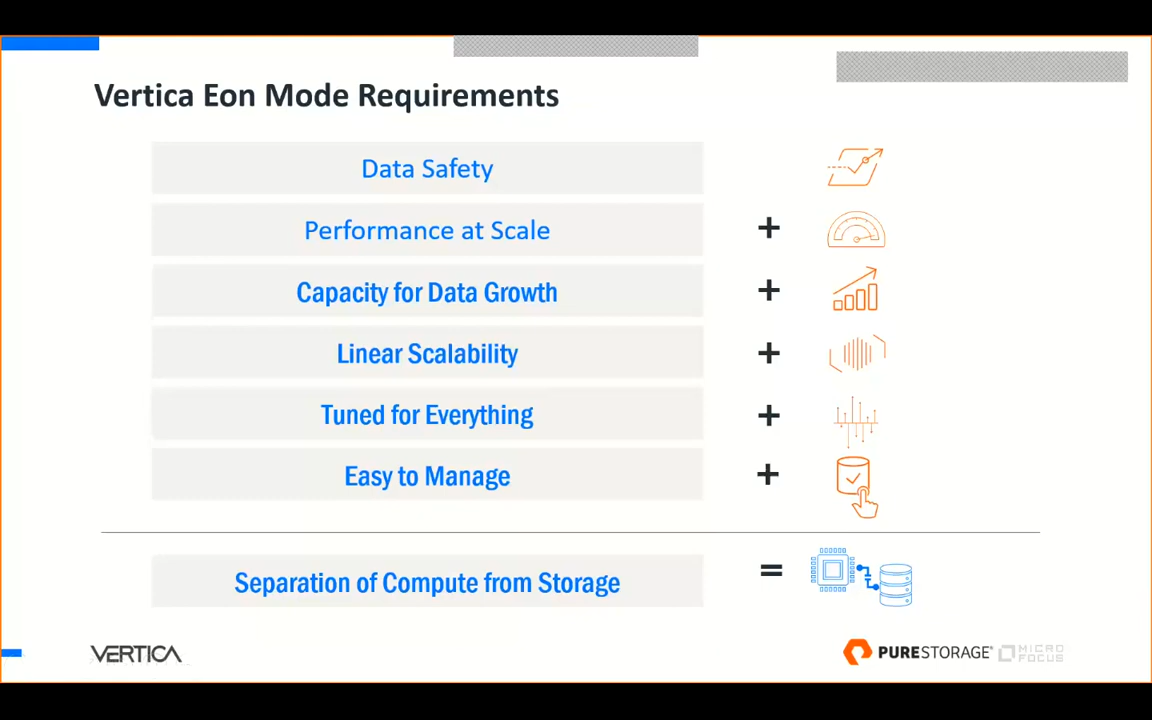 Vertica Eon Mode Requirements
Data Safety
Performance at Scale
+
Capacity for Data Growth
+
Linear Scalability
+
Tuned for Everything
+
Easy to Manage
+
Separation of Compute from Storage
=
VERTICA
PURESTORAGE®
MICRO
FOCUS